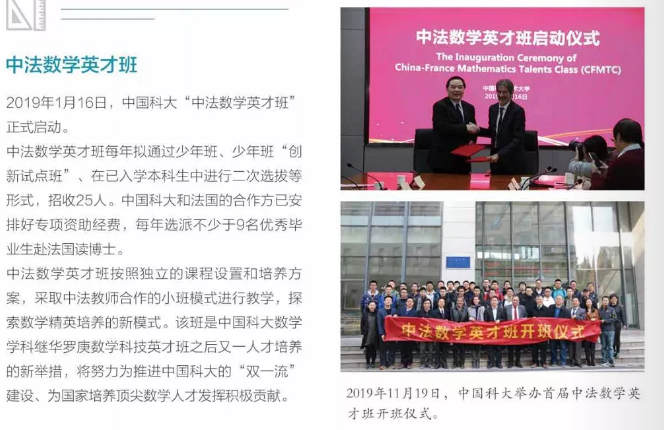 中法数学英才班
2019年1月16日，中国科大“中法数学英才班”
正式启动。
中法数学英才班每年拟通过少年班、少年班“创
新试点班”、在已入学本科生中进行二次选拔等
形式，招收25人。中国科大和法国的合作方已安
排好专项资助经费，每年选派不少于9名优秀毕
业生赴法国读博士。
中法数学英才班按照独立的课程设置和培养方
案，采取中法教师合作的小班模式进行教学，探
索数学精英培养的新模式。该班是中国科大数学
学科继华罗庚数学科技英才班之后又一人才培养
的新举措，将努力为推进中国科大的“双一流”
建设、为国家培养顶尖数学人才发挥积极贡献。
中法数学英才班启动仪式
The Inauguration Ceremony of
China-France Mathematics Talents Class (CFMTC)
中法数学英才班开班仪式
2019年11月19日，中国科大举办首届中法数学英
才班开班仪式。